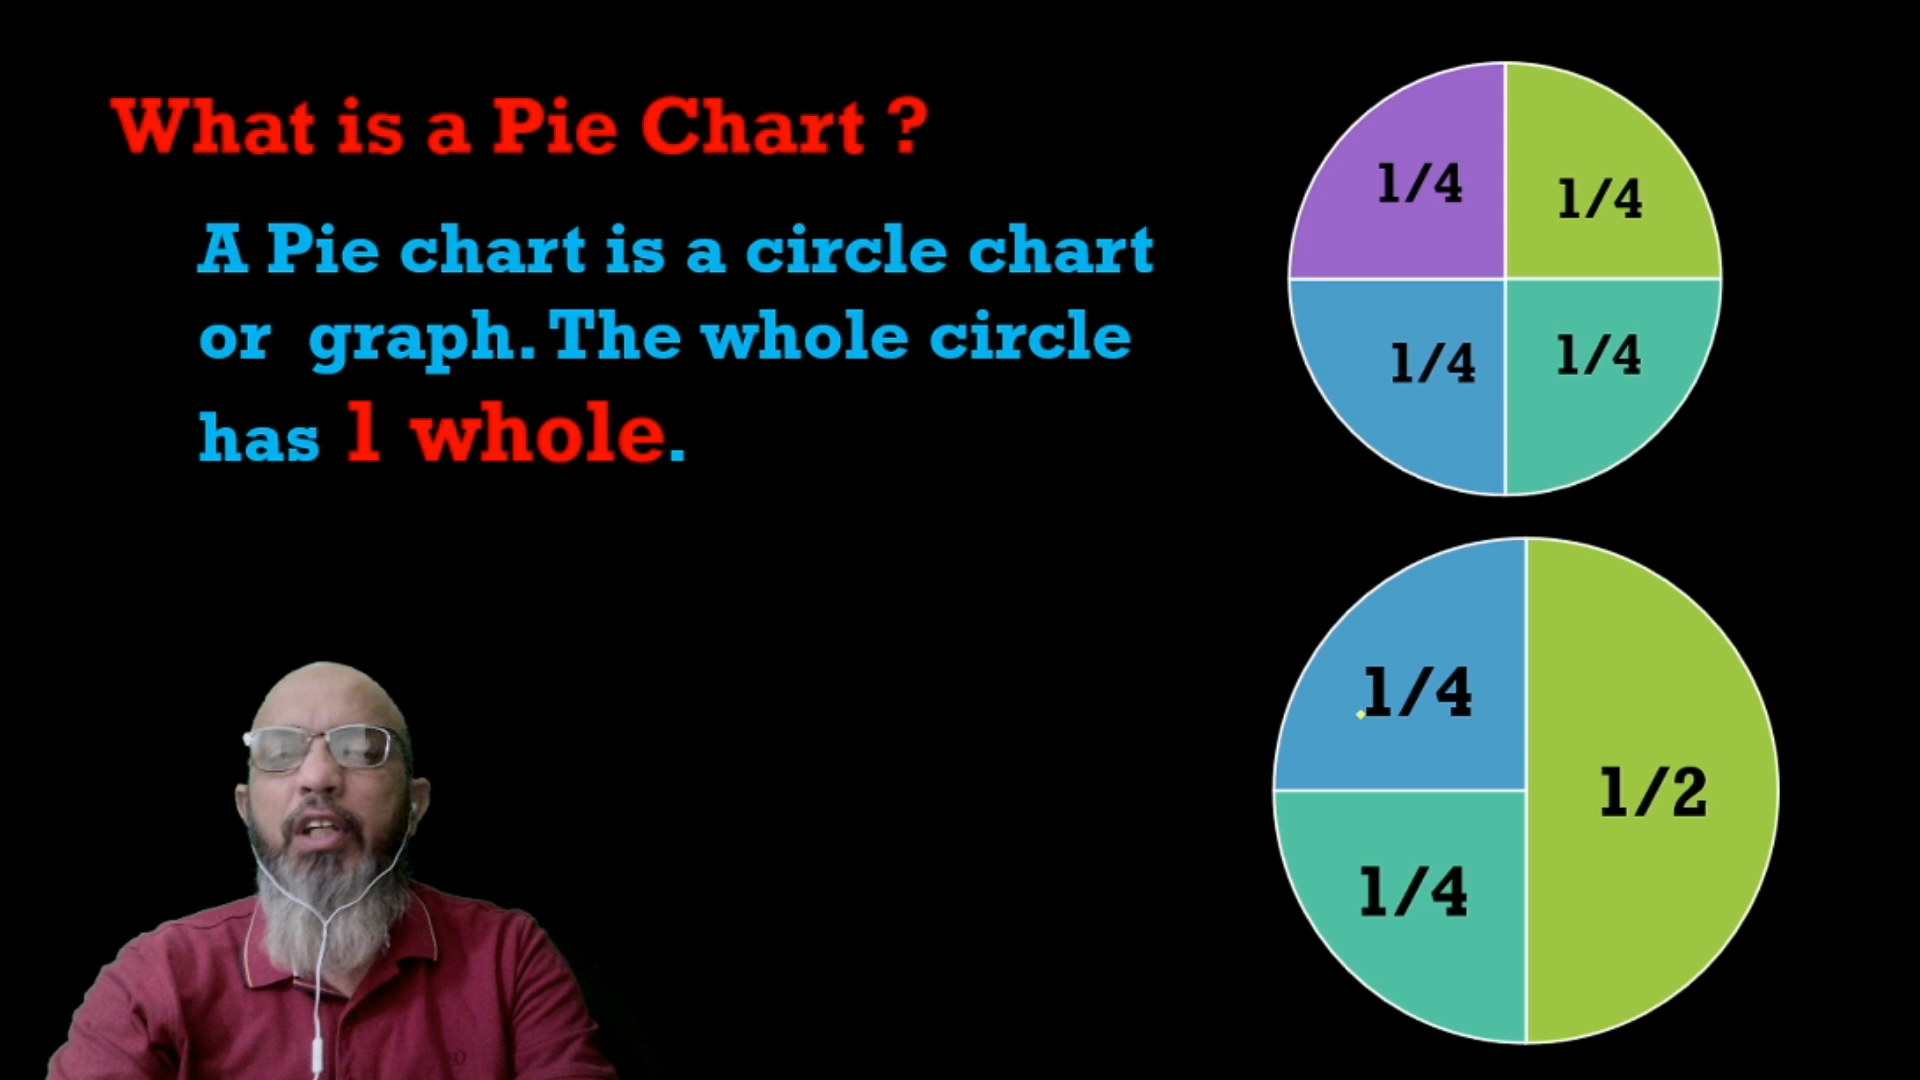 What is a Pie Chart ?
A Pie chart is a circle chart
or graph. The whole circle
has 1 whole.
1/4
1/4
1/4
1/4
1/4
1/2
1/4